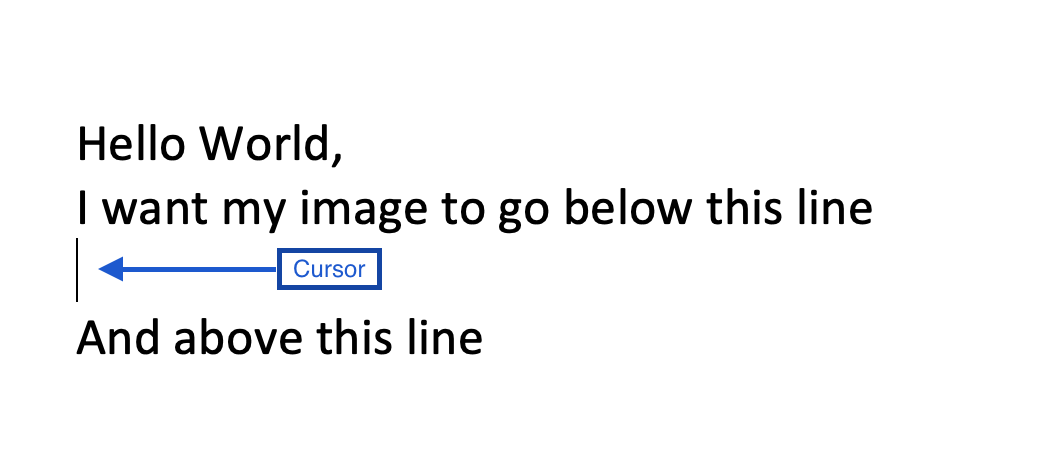 Hello World,
I want my image to go below this line
Cursor
And above this line